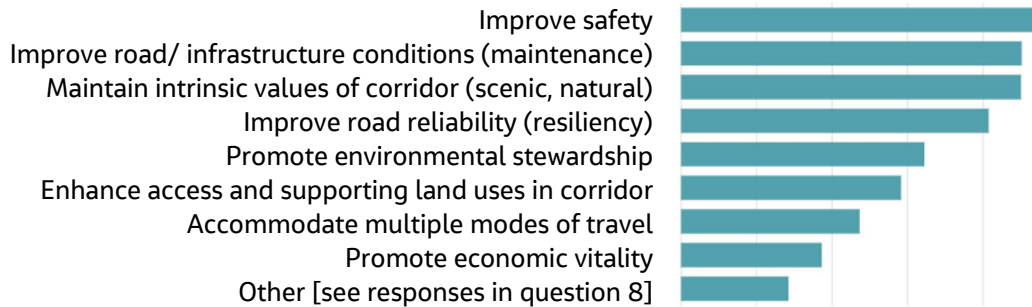 Improve safety
Improve road/ infrastructure conditions (maintenance)
Maintain intrinsic values of corridor (scenic, natural)
Improve road reliability (resiliency)
Promote environmental stewardship
Enhance access and supporting land uses in corridor
Accommodate multiple modes of travel
Promote economic vitality
Other [see responses in question 8]